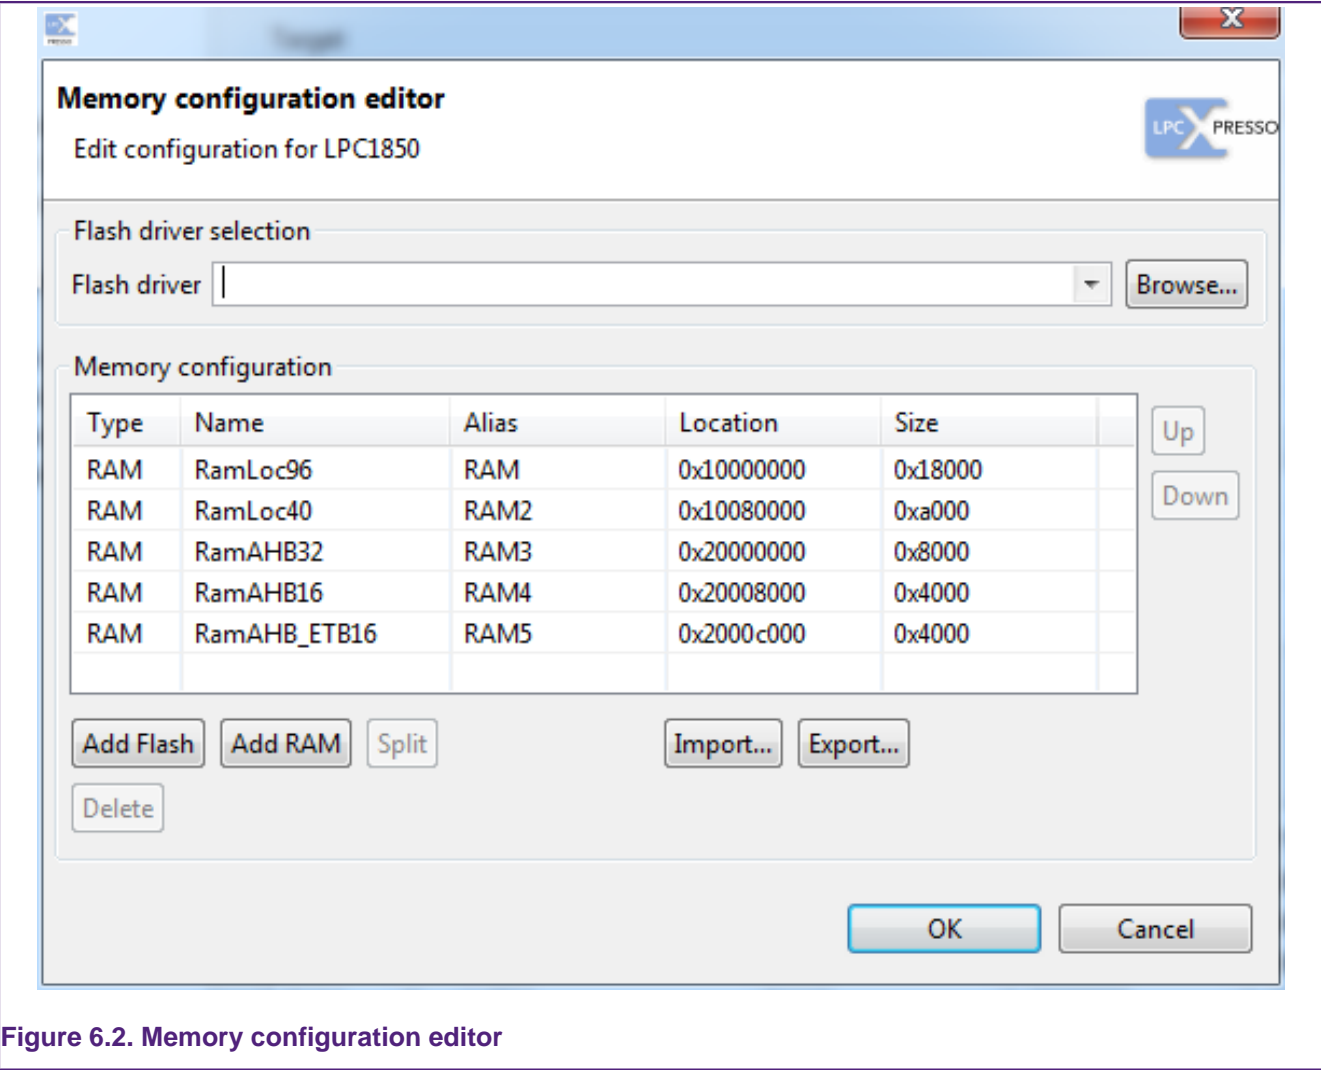 Target
X
LPC X PRESSO
Memory configuration editor
Edit configuration for LPC1850
LPC X PRESSO
Flash driver selection
Flash driver Browse...
Memory configuration
Type Name Alias Location Size
RAM RamLoc96 RAM 0x10000000 0x18000
RAM RamLoc40 RAM2 0x10080000 0xa000
RAM RamAHB32 RAM3 0x20000000 0x8000
RAM RamAHB16 RAM4 0x20008000 0x4000
RAM RamAHB_ETB16 RAM5 0x2000c000 0x4000
Up
Down
Add Flash Add RAM Split Import... Export...
Delete
OK Cancel
Figure 6.2. Memory configuration editor